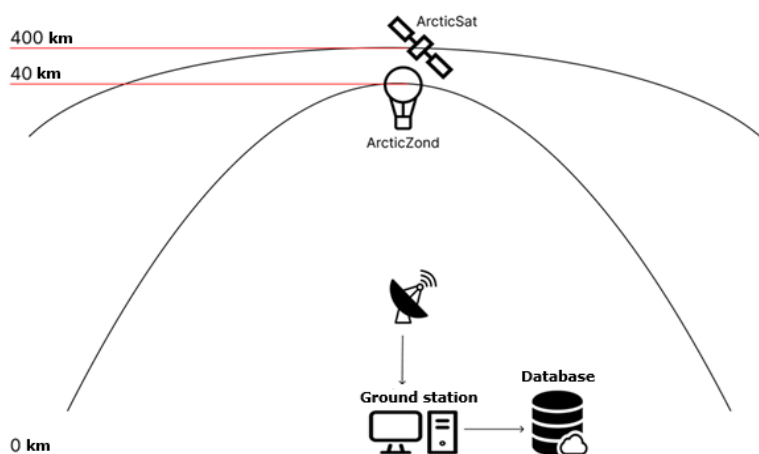 ArcticSat
400 km
40 km
ArcticZond
Ground station
Database
0 km